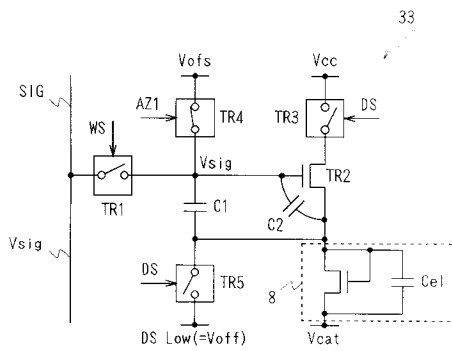 33
Vofs
Vcc
SIG
AZ1
TR4
TR3
DS
WS
Vsig
TR2
TR1
C1
C2
Vsig
DS
TR5
8
Cel
DS Low(=Voff)
Vcat